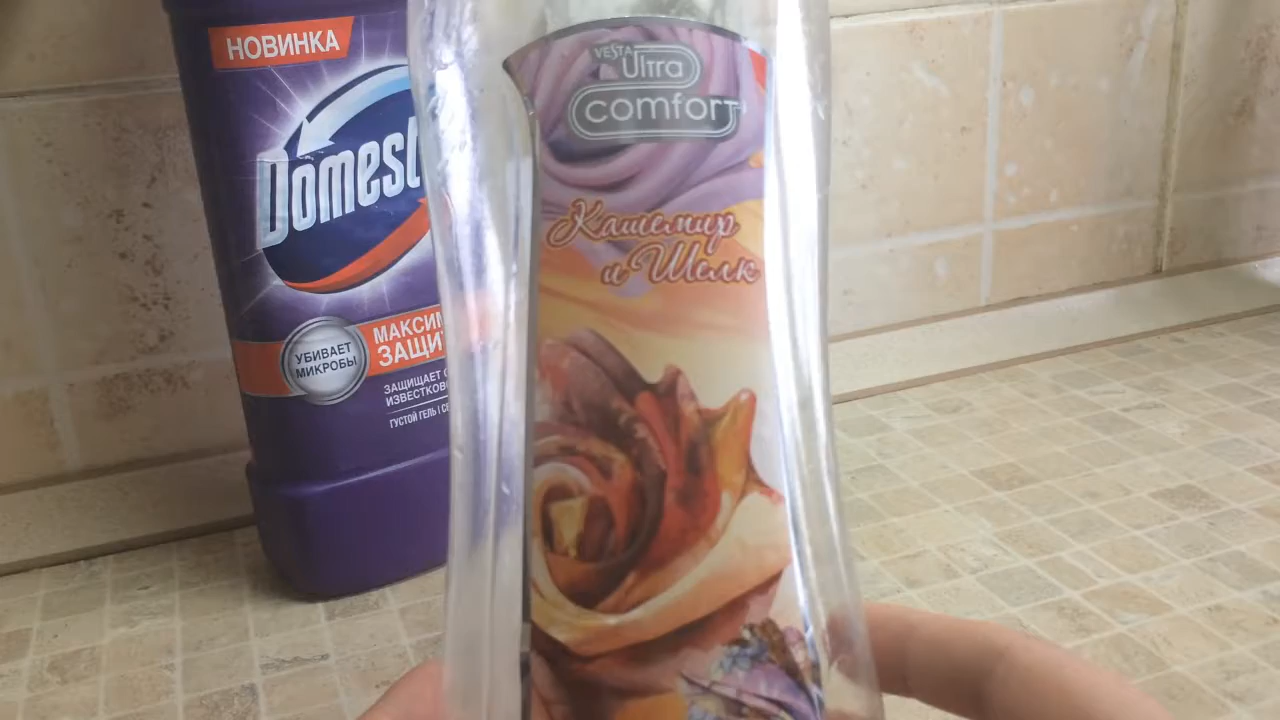 НОВИНКА
Domest
УБИВАЕТ
МИКРОБЫ
МАКСИМ
ЗАЩИТ
ЗАЩИЩАЕТ О
ИЗВЕСТКОВ
ГУСТОЙ ГЕЛЬ
VESTA
Ultra
comfort
Кашемир
и Шелк